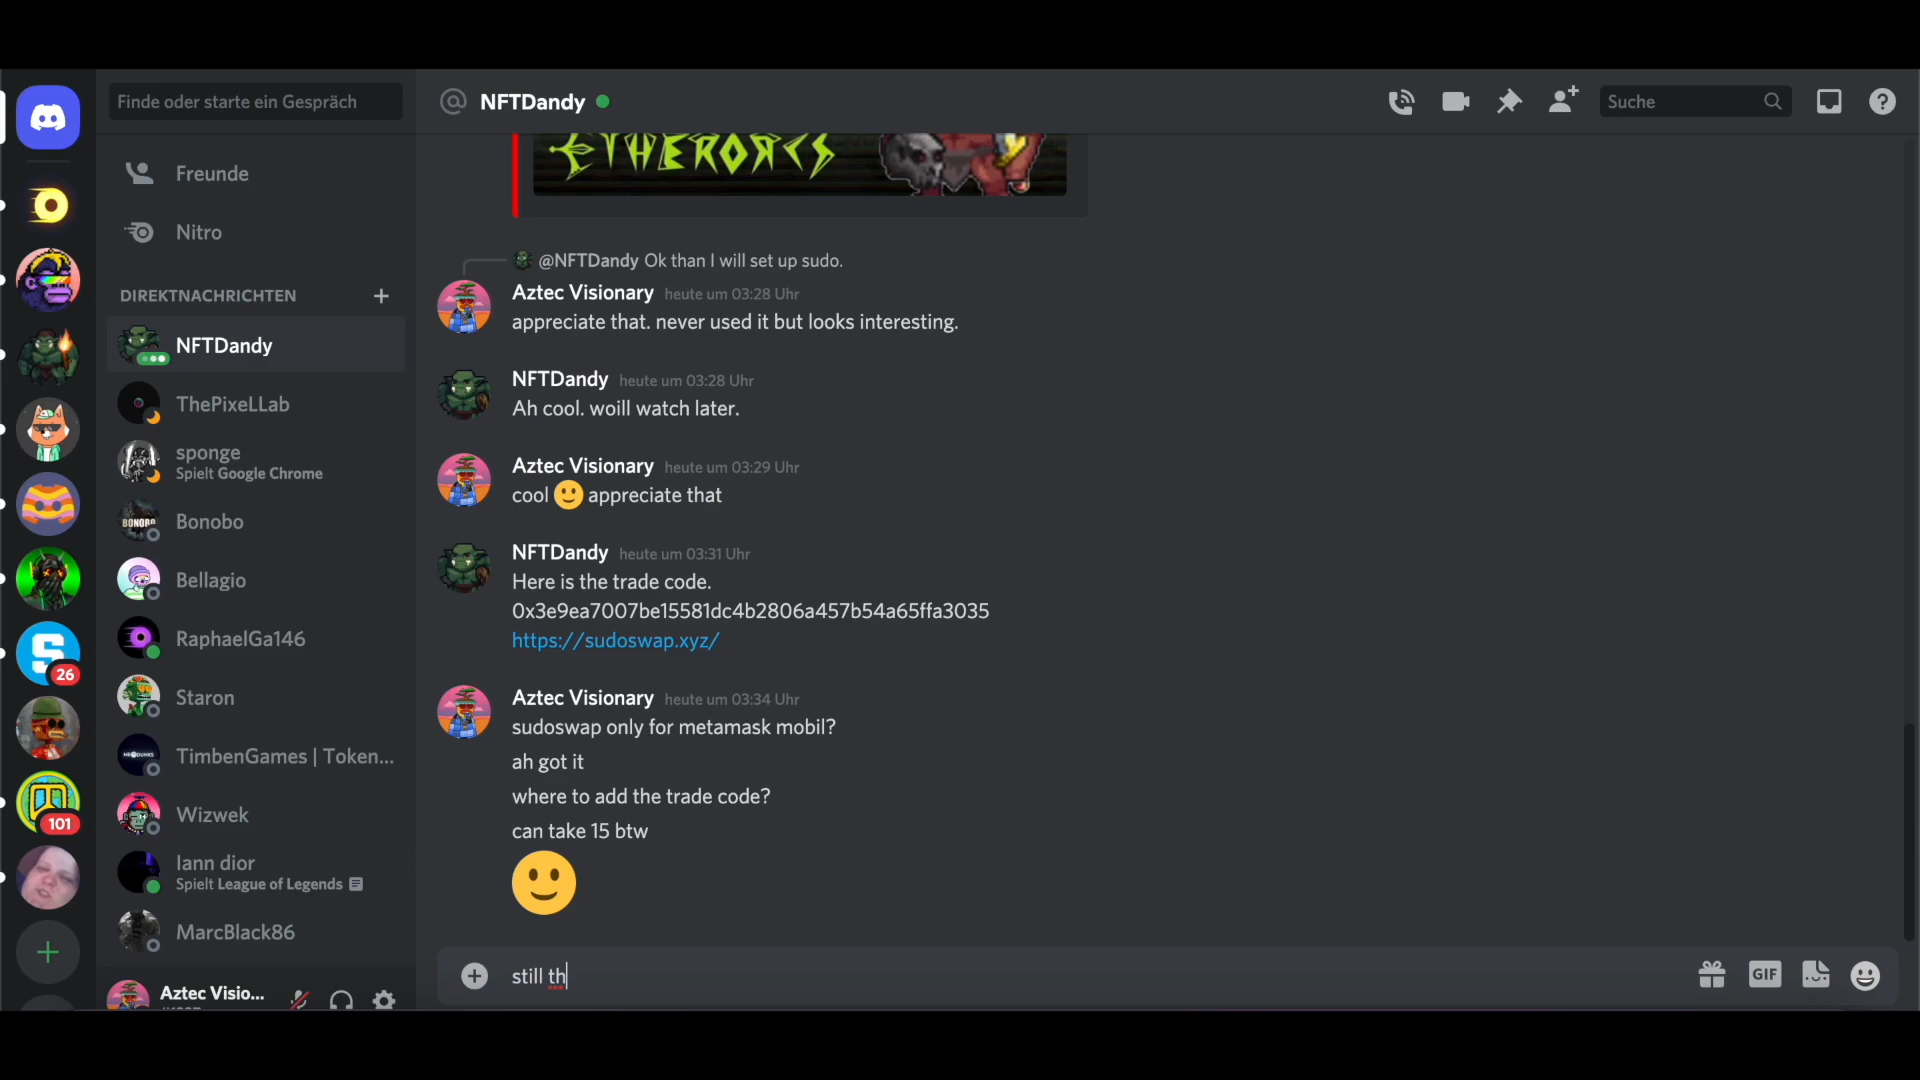 Finde oder starte ein Gespräch
Freunde
Nitro
DIREKTNACHRICHTEN
NFTDandy
ThePixeLLab
sponge
Spielt Google Chrome
BONOBO
Bonobo
Bellagio
RaphaelGa146
Staron
TimbenGames | Token...
Wizwek
Iann dior
Spielt League of Legends
MarcBlack86
Aztec Visio...
26
101
NFTDandy
Suche
ETHERORCS
@NFTDandy Ok than I will set up sudo.
Aztec Visionary heute um 03:28 Uhr
appreciate that. never used it but looks interesting.
NFTDandy heute um 03:28 Uhr
Ah cool. woill watch later.
Aztec Visionary heute um 03:29 Uhr
cool 🙂 appreciate that
NFTDandy heute um 03:31 Uhr
Here is the trade code.
0x3e9ea7007be15581dc4b2806a457b54a65ffa3035
https://sudoswap.xyz/
Aztec Visionary heute um 03:34 Uhr
sudoswap only for metamask mobil?
ah got it
where to add the trade code?
can take 15 btw
still th
GIF